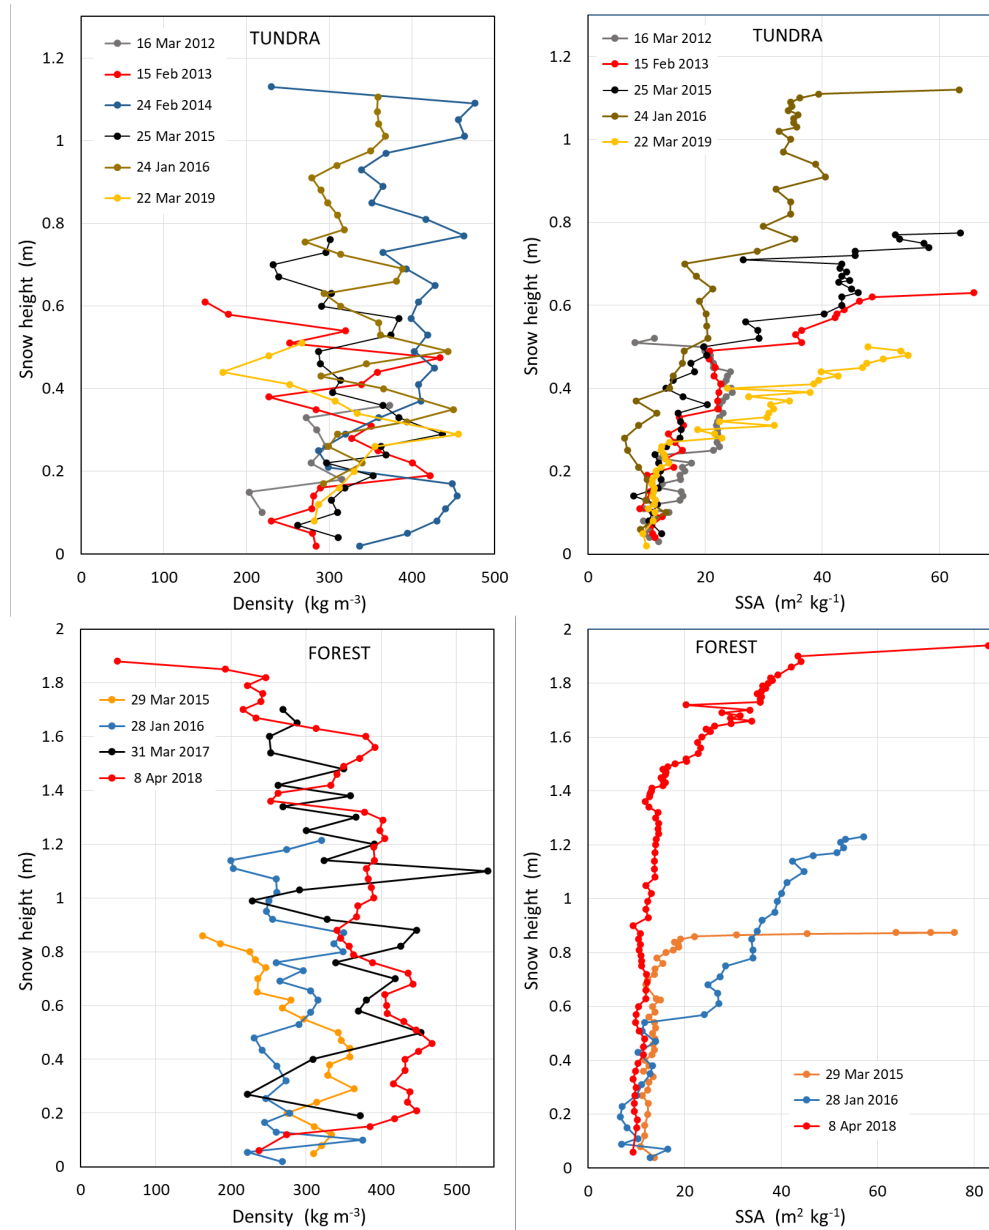 TUNDRA
16 Mar 2012
15 Feb 2013
24 Feb 2014
25 Mar 2015
24 Jan 2016
22 Mar 2019
Snow height (m)
1.2
1
0.8
0.6
0.4
0.2
0
0 100 200 300 400 500
Density (kg m-3)
TUNDRA
16 Mar 2012
15 Feb 2013
25 Mar 2015
24 Jan 2016
22 Mar 2019
Snow height (m)
1.2
1
0.8
0.6
0.4
0.2
0
0 20 40 60
SSA (m2 kg-1)
FOREST
29 Mar 2015
28 Jan 2016
31 Mar 2017
8 Apr 2018
Snow height (m)
2
1.8
1.6
1.4
1.2
1
0.8
0.6
0.4
0.2
0
0 100 200 300 400 500
Density (kg m-3)
FOREST
29 Mar 2015
28 Jan 2016
8 Apr 2018
Snow height (m)
2
1.8
1.6
1.4
1.2
1
0.8
0.6
0.4
0.2
0
0 20 40 60 80
SSA (m2 kg-1)